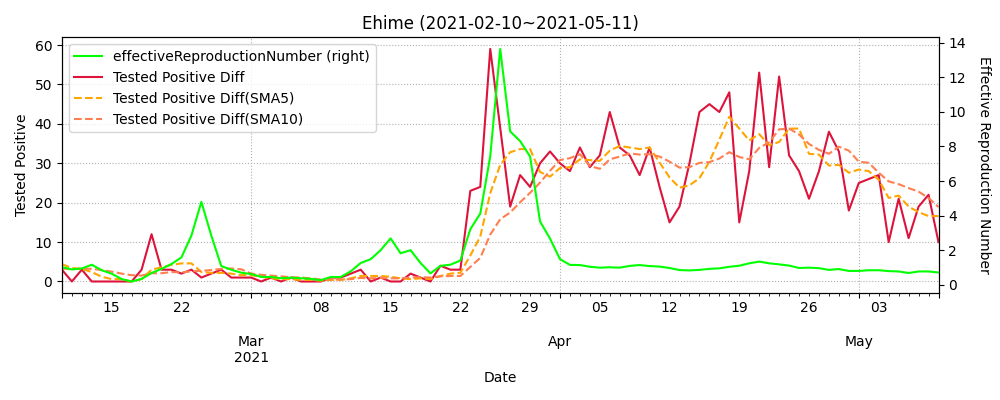 Ehime (2021-02-10~2021-05-11)
effectiveReproductionNumber (right)
Tested Positive Diff
Tested Positive Diff(SMA5)
Tested Positive Diff(SMA10)
Tested Positive
60
50
40
30
20
10
0
14
12
10
8
6
4
2
0
Effective Reproduction Number
15 22 08 15 22 29 05 12 19 26 03
Mar Apr May
2021
Date